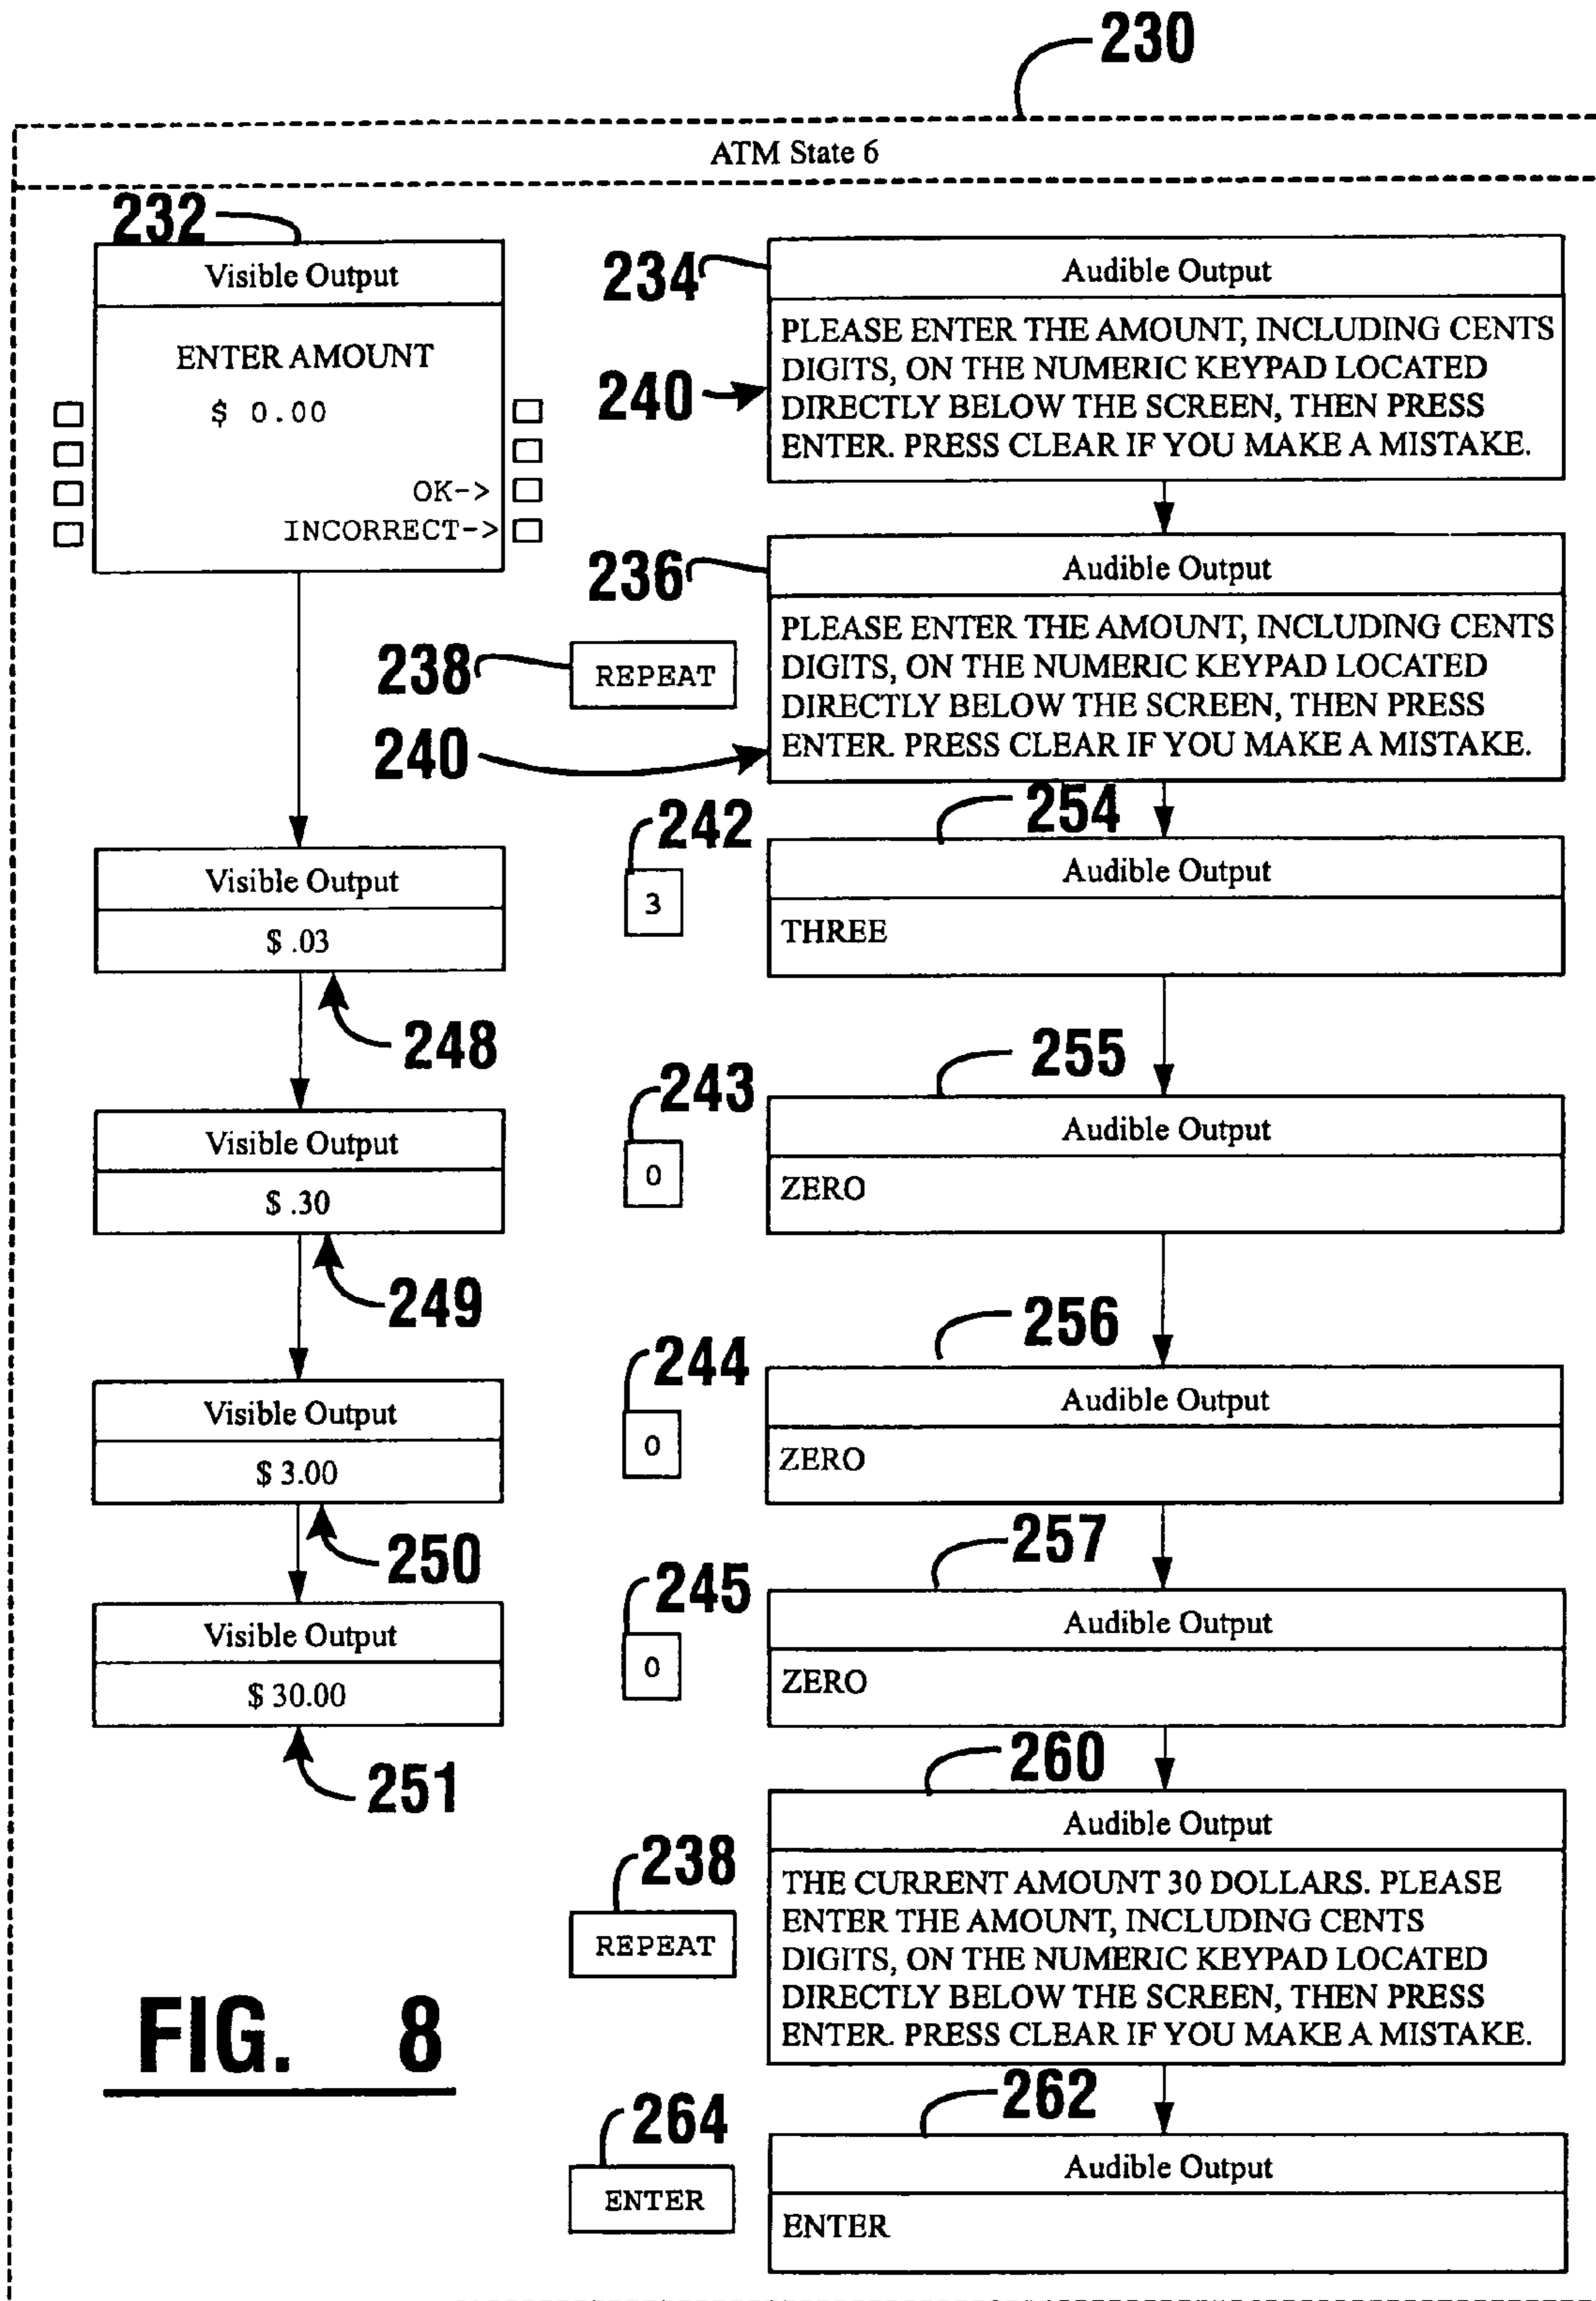 230
ATM State 6
232
Visible Output
ENTER AMOUNT
$ 0.00
OK->
INCORRECT->
234
Audible Output
PLEASE ENTER THE AMOUNT, INCLUDING CENTS
DIGITS, ON THE NUMERIC KEYPAD LOCATED
DIRECTLY BELOW THE SCREEN, THEN PRESS
ENTER. PRESS CLEAR IF YOU MAKE A MISTAKE.
240
236
Audible Output
238
REPEAT
PLEASE ENTER THE AMOUNT, INCLUDING CENTS
DIGITS, ON THE NUMERIC KEYPAD LOCATED
DIRECTLY BELOW THE SCREEN, THEN PRESS
ENTER. PRESS CLEAR IF YOU MAKE A MISTAKE.
240
Visible Output
$ .03
248
242
3
254
Audible Output
THREE
Visible Output
$ .30
249
243
0
255
Audible Output
ZERO
Visible Output
$ 3.00
250
244
0
256
Audible Output
ZERO
Visible Output
$ 30.00
251
245
0
257
Audible Output
ZERO
260
Audible Output
238
REPEAT
THE CURRENT AMOUNT 30 DOLLARS. PLEASE
ENTER THE AMOUNT, INCLUDING CENTS
DIGITS, ON THE NUMERIC KEYPAD LOCATED
DIRECTLY BELOW THE SCREEN, THEN PRESS
ENTER. PRESS CLEAR IF YOU MAKE A MISTAKE.
FIG. 8
264
ENTER
262
Audible Output
ENTER